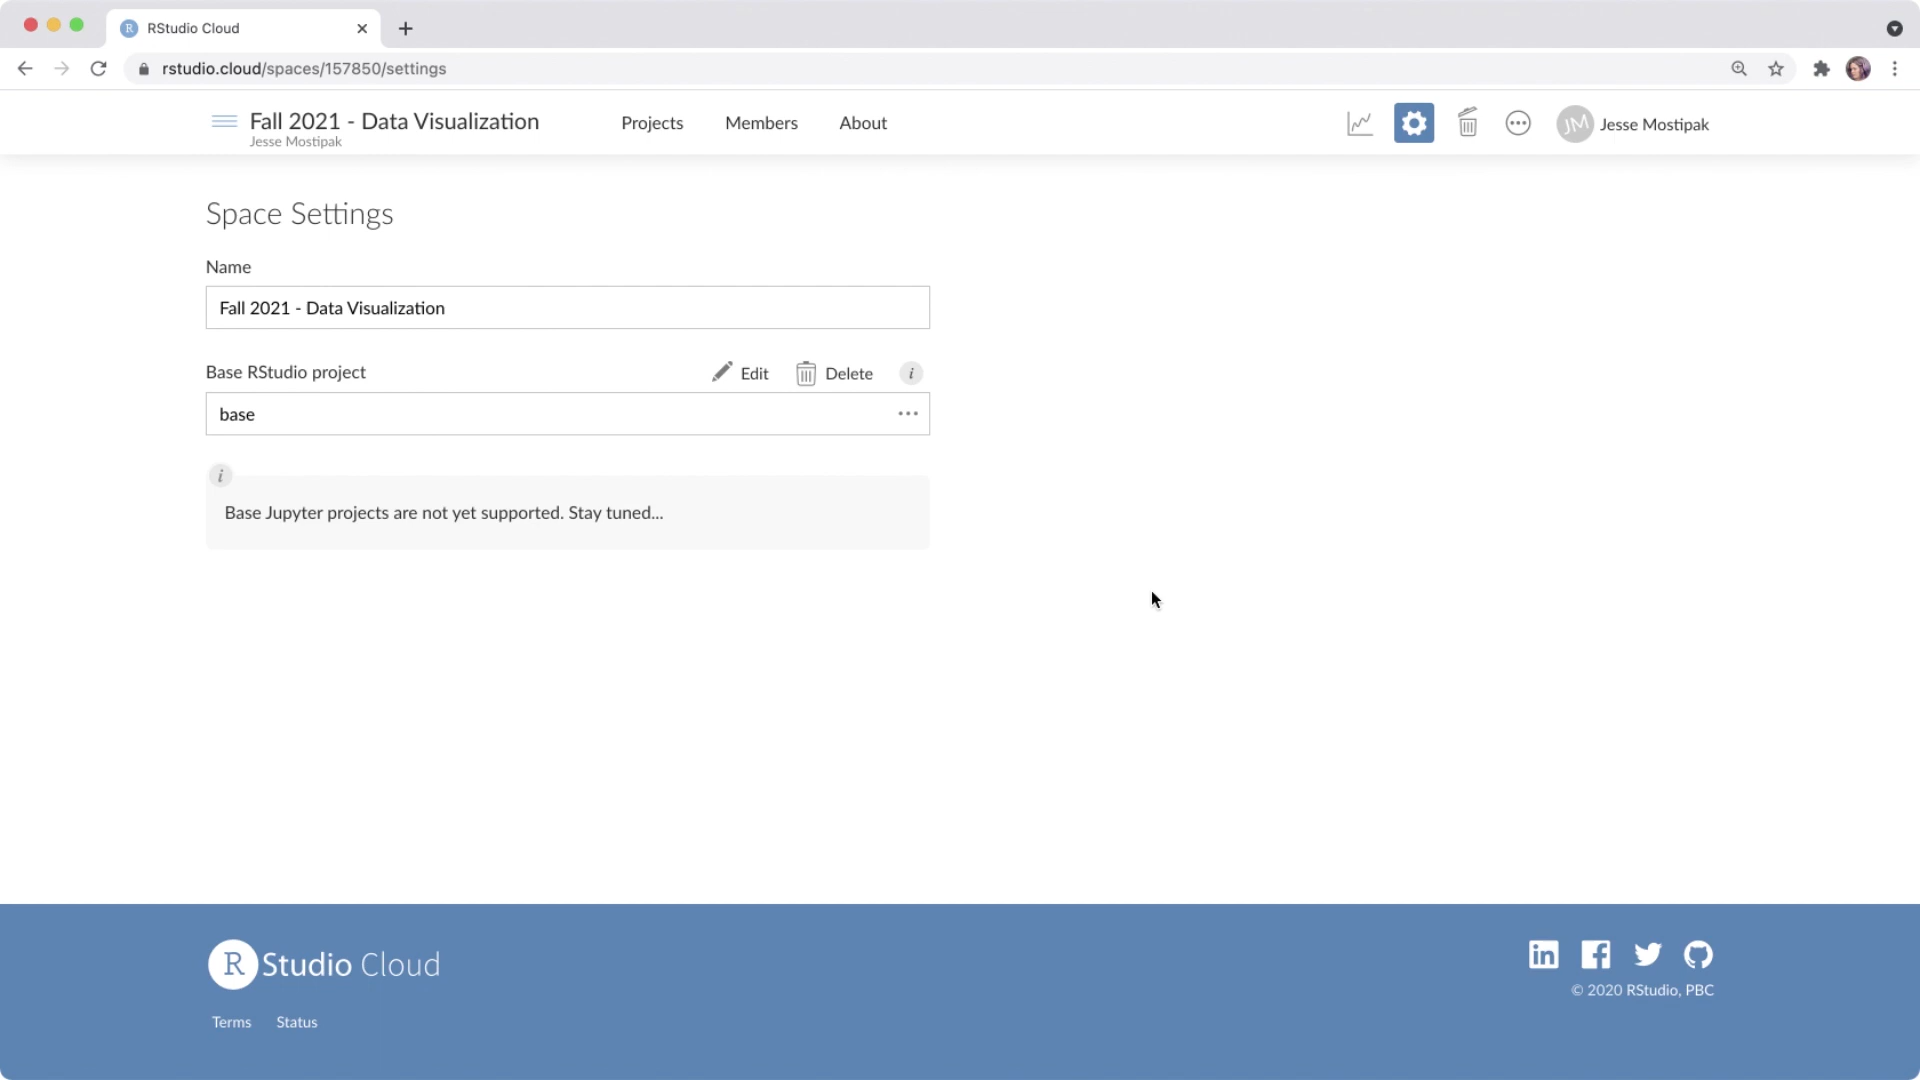 RStudio Cloud
rstudio.cloud/spaces/157850/settings
Fall 2021 - Data Visualization
Jesse Mostipak
Projects
Members
About
JM
Jesse Mostipak
Space Settings
Name
Fall 2021 - Data Visualization
Base RStudio project
Edit
Delete
i
base
i
Base Jupyter projects are not yet supported. Stay tuned...
R Studio Cloud
in
© 2020 RStudio, PBC
Terms
Status